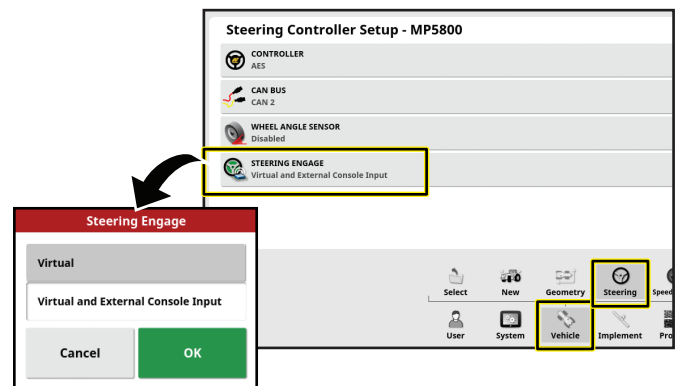 Steering Controller Setup - MP5800
CONTROLLER
AES
CAN BUS
CAN 2
WHEEL ANGLE SENSOR
Disabled
STEERING ENGAGE
Virtual and External Console Input
Steering Engage
Virtual
Virtual and External Console Input
Cancel
OK
Select New Geometry Steering Speed
User System Vehicle Implement Pro